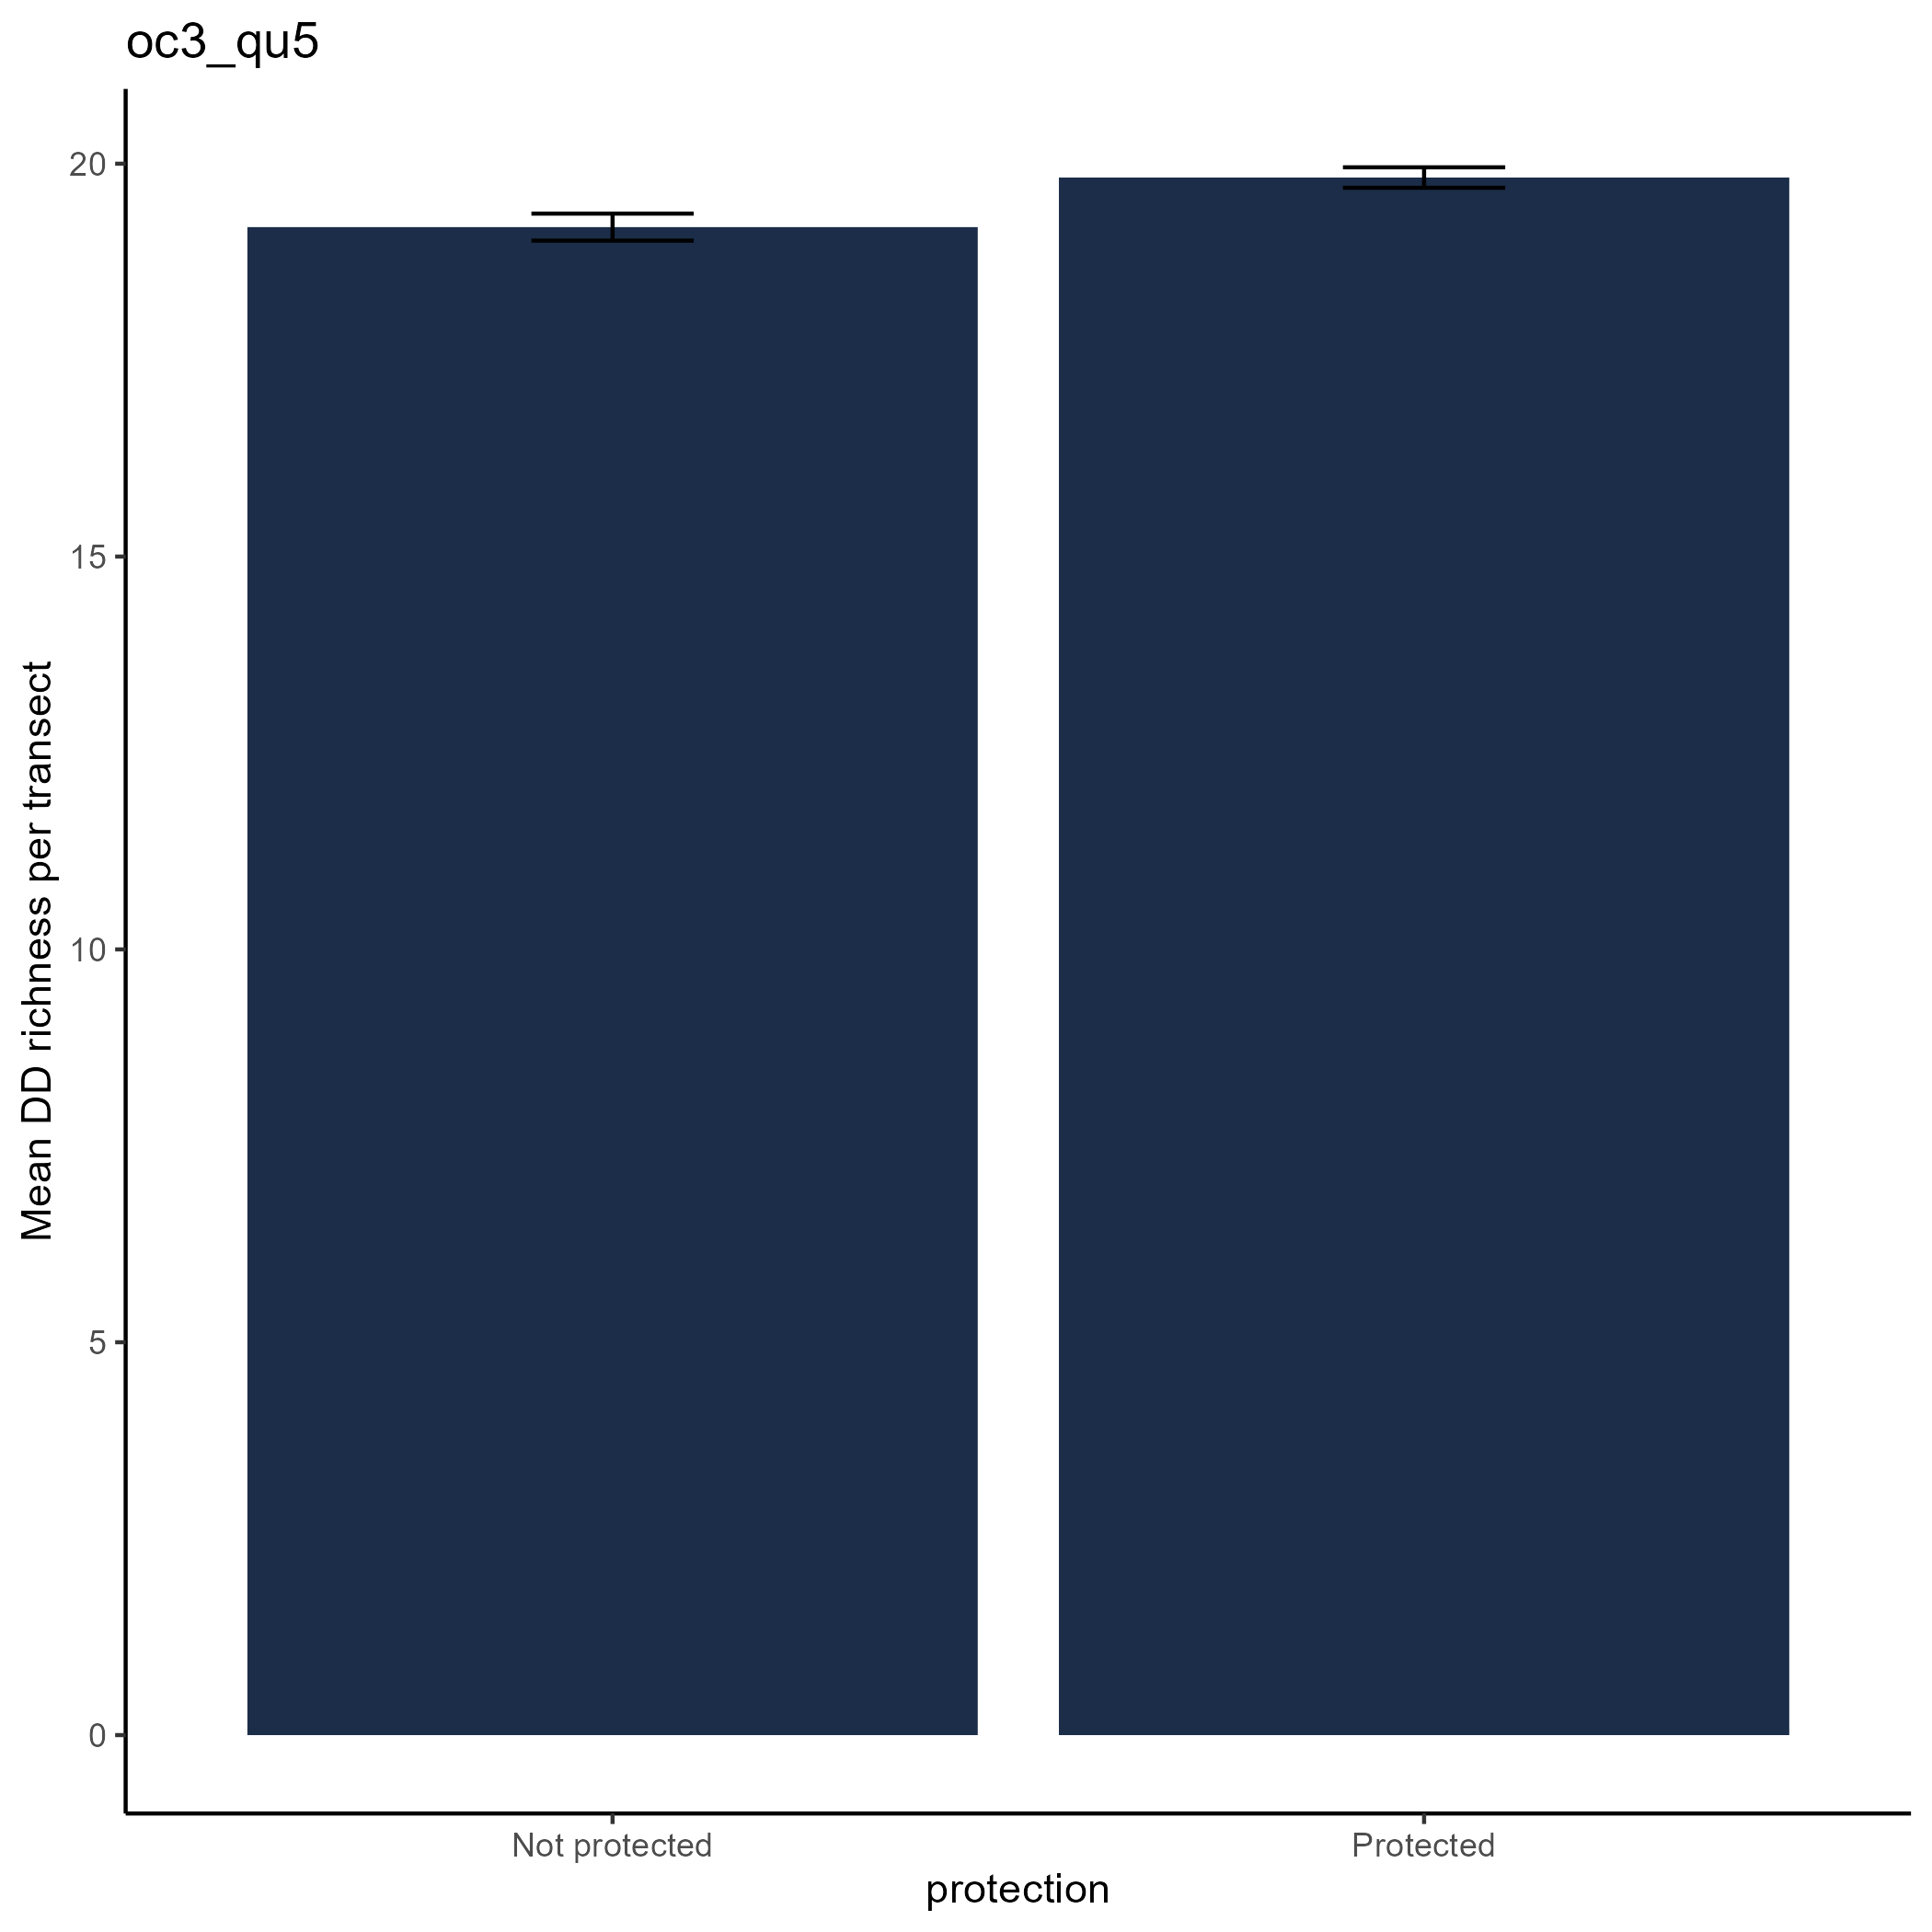 oc3_qu5
Mean DD richness per transect
20
15
10
5
0
Not protected
Protected
protection